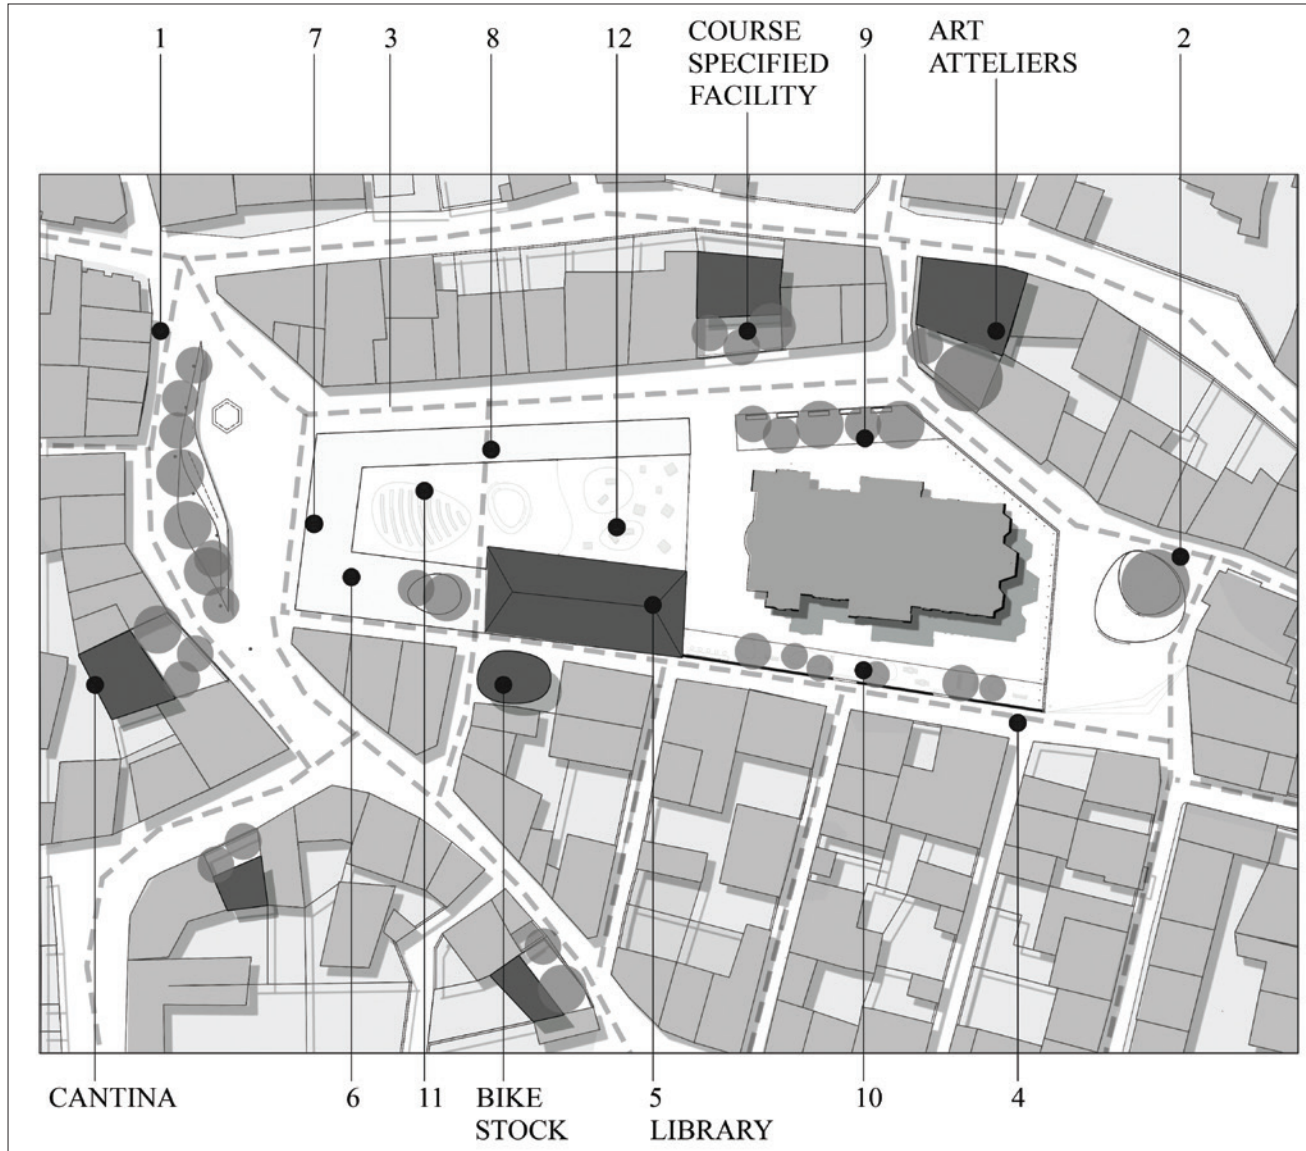 1
7
3
8
12
COURSE
SPECIFIED
FACILITY
9
ART
ATTELIERS
2
CANTINA
6
11
BIKE
STOCK
5
LIBRARY
10
4